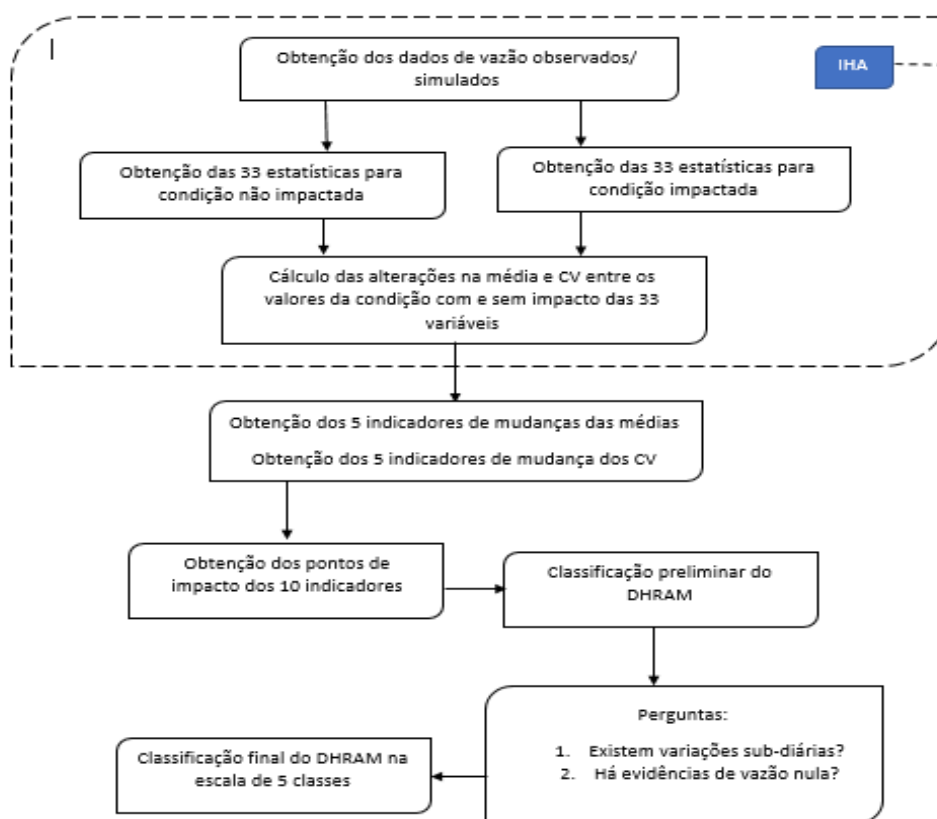 Obtenção dos dados de vazão observados/
simulados
IHA
Obtenção das 33 estatísticas para
condição não impactada
Obtenção das 33 estatísticas para
condição impactada
Cálculo das alterações na média e CV entre os
valores da condição com e sem impacto das 33
variáveis
Obtenção dos 5 indicadores de mudanças das médias
Obtenção dos 5 indicadores de mudança dos CV
Obtenção dos pontos de
impacto dos 10 indicadores
Classificação preliminar do
DHRAM
Perguntas:
1. Existem variações sub-diárias?
2. Há evidências de vazão nula?
Classificação final do DHRAM na
escala de 5 classes